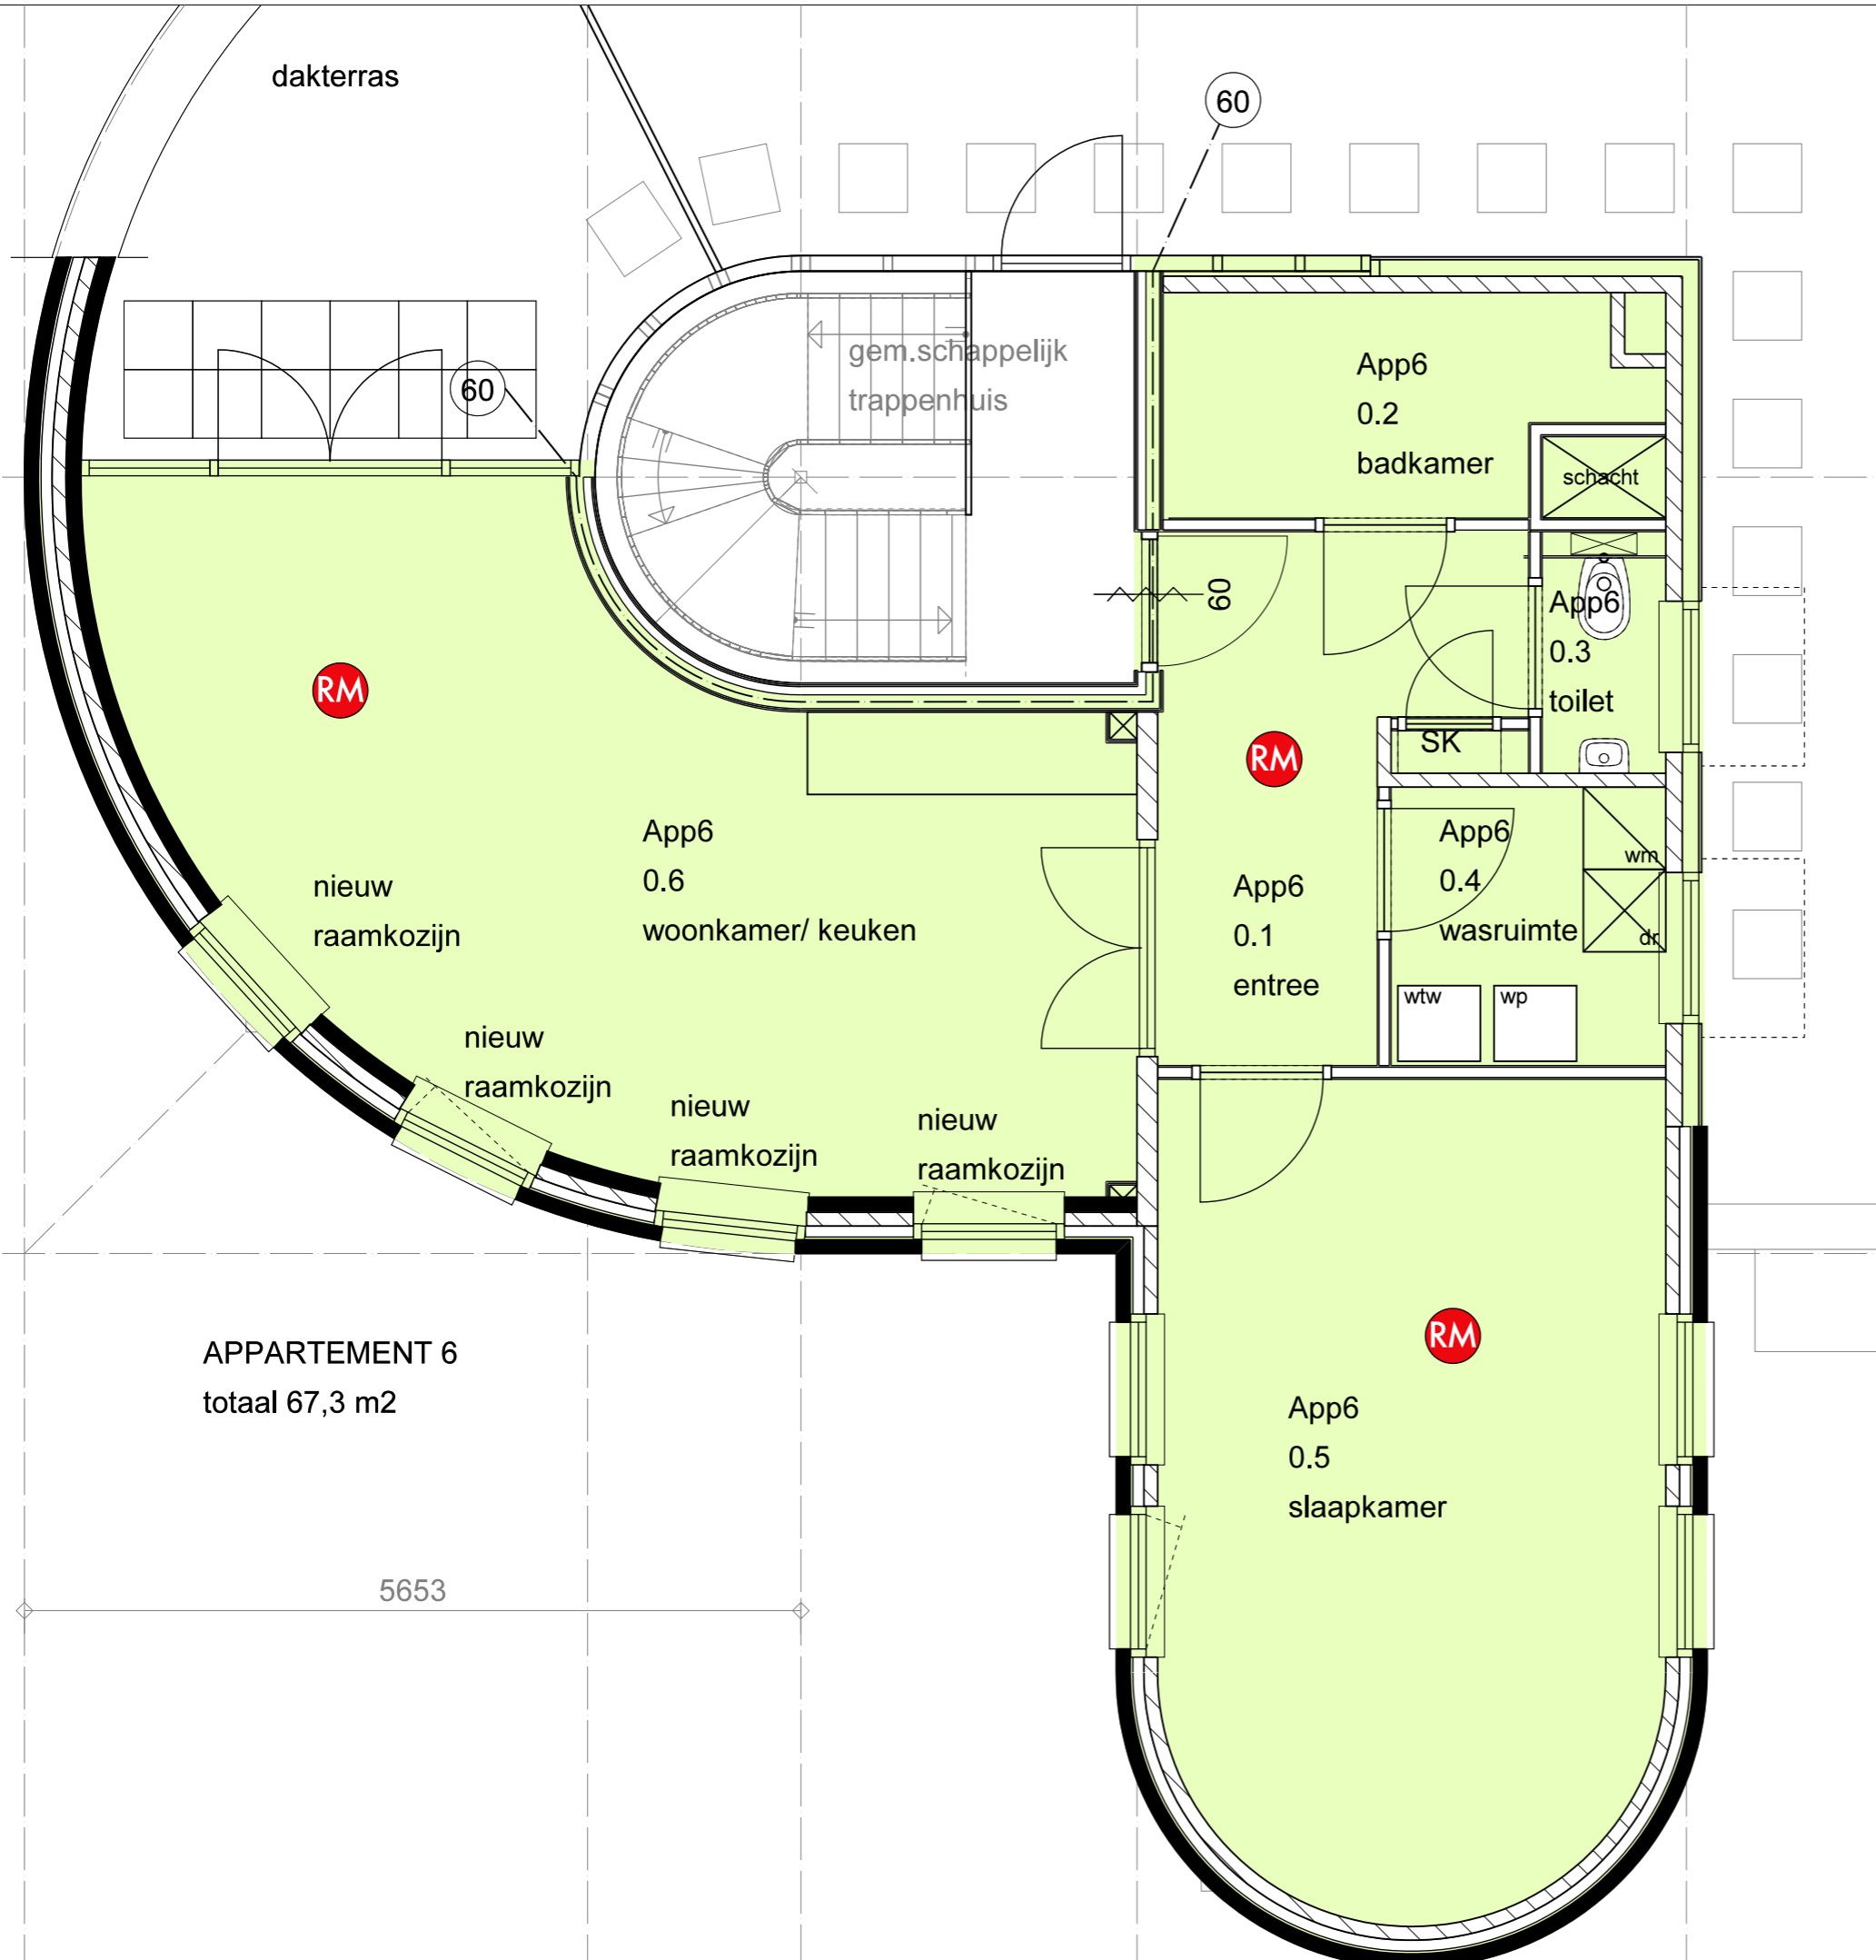 dakterras
60
gem.schappelijk
trappenhuis
60
App6
0.2
badkamer
schacht
60
App6
0.3
toilet
RM
SK
RM
App6
0.6
woonkamer/ keuken
nieuw
raamkozijn
App6
0.1
entree
App6
0.4
wasruimte
wm
dr
wtw
wp
nieuw
raamkozijn
nieuw
raamkozijn
nieuw
raamkozijn
RM
APPARTEMENT 6
totaal 67,3 m2
App6
0.5
slaapkamer
5653